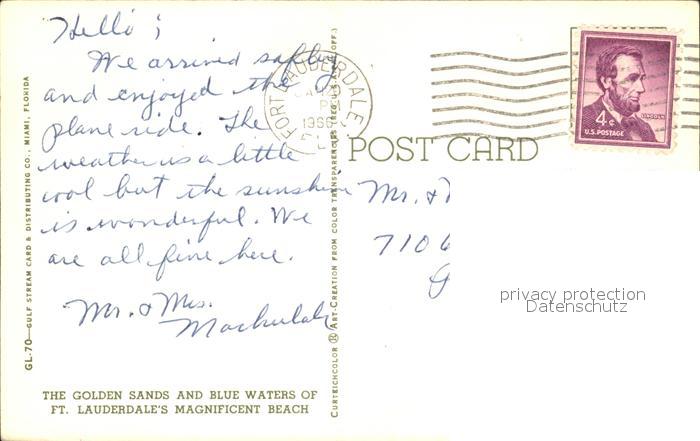 Hello ;
We arrived safely
and enjoyed the
plane ride. The
weather is a little
cool but the sunshine
is wonderful. We
are all fine here.
Mr. & Mrs.
THE GOLDEN SANDS AND BLUE WATERS OF
FT. LAUDERDALE'S MAGNIFICENT BEACH
GL-70—GULF STREAM CARD & DISTRIBUTING CO., MIAMI, FLORIDA
CURTEICHCOLOR ® ART-CREATION FROM COLOR TRANSPARENCIES (REG. U.S. PAT. OFF.)
FORT LAUDERDALE,
POST CARD
LINCOLN
4¢
U.S. POSTAGE
Mr. &
7106
privacy protection
Datenschutz